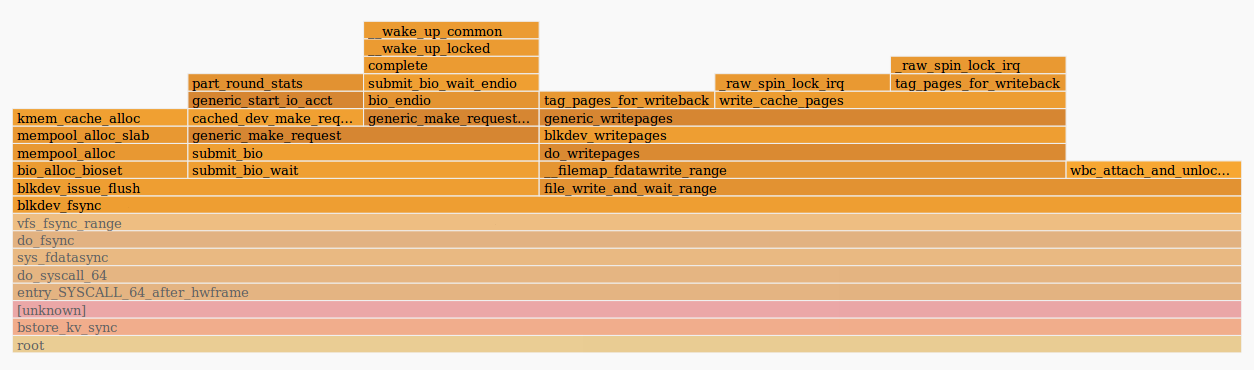 __wake_up_common
__wake_up_locked
complete _raw_spin_lock_irq
part_round_stats submit_bio_wait_endio _raw_spin_lock_irq tag_pages_for_writeback
generic_start_io_acct bio_endio tag_pages_for_writeback write_cache_pages
kmem_cache_alloc cached_dev_make_req... generic_make_request... generic_writepages
mempool_alloc_slab generic_make_request blkdev_writepages
mempool_alloc submit_bio do_writepages
bio_alloc_bioset submit_bio_wait __filemap_fdatawrite_range wbc_attach_and_unloc...
blkdev_issue_flush file_write_and_wait_range
blkdev_fsync
vfs_fsync_range
do_fsync
sys_fdatasync
do_syscall_64
entry_SYSCALL_64_after_hwframe
[unknown]
bstore_kv_sync
root